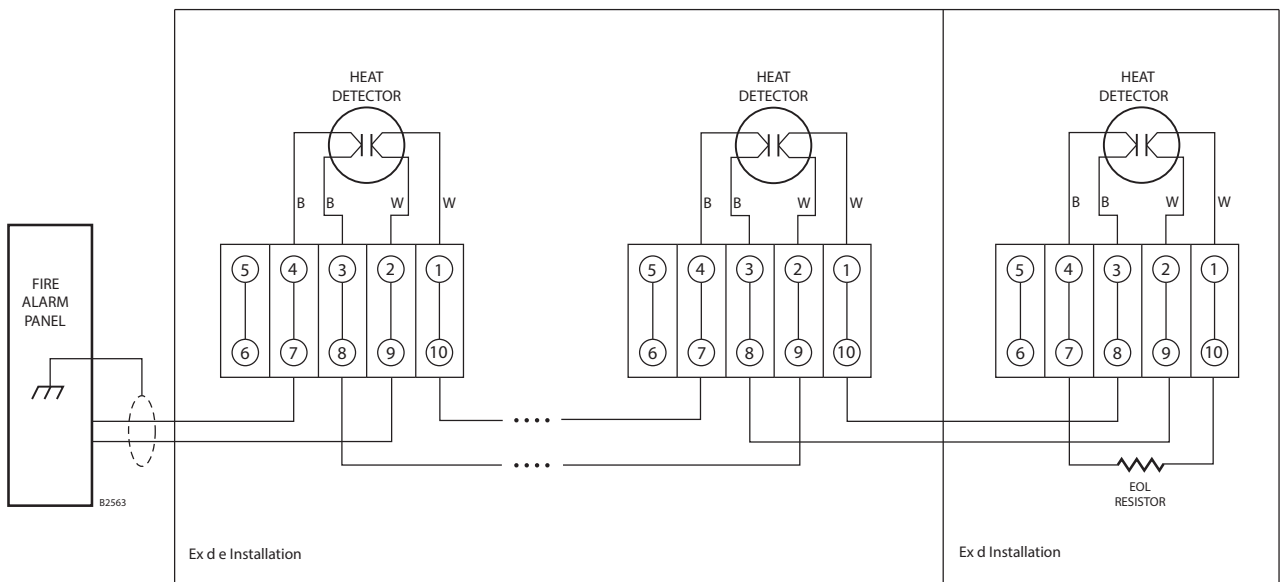 HEAT
DETECTOR
HEAT
DETECTOR
HEAT
DETECTOR
B B W W
B B W W
B B W W
5 4 3 2 1
5 4 3 2 1
5 4 3 2 1
FIRE
ALARM
PANEL
6 7 8 9 10
6 7 8 9 10
6 7 8 9 10
EOL
RESISTOR
B2563
Ex d e Installation
Ex d Installation